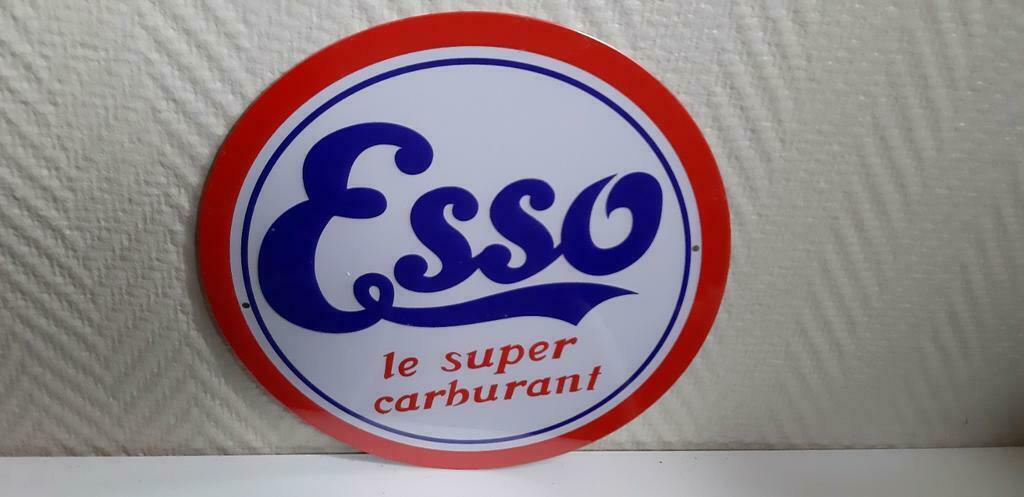 Esso
le super
carburant